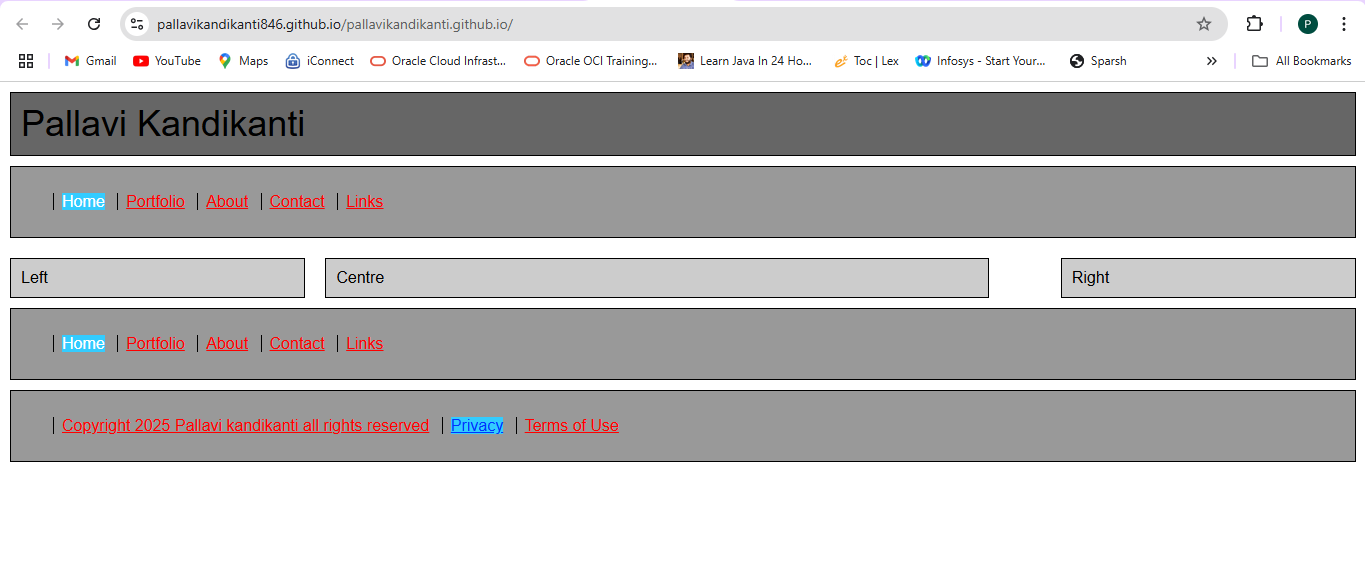 pallavikandikanti846.github.io/pallavikandikanti.github.io/
P
Gmail YouTube Maps iConnect Oracle Cloud Infrast... Oracle OCI Training... Learn Java In 24 Ho... Toc | Lex Infosys - Start Your... Sparsh » All Bookmarks
Pallavi Kandikanti
| Home | Portfolio | About | Contact | Links
Left Centre Right
| Home | Portfolio | About | Contact | Links
| Copyright 2025 Pallavi kandikanti all rights reserved | Privacy | Terms of Use